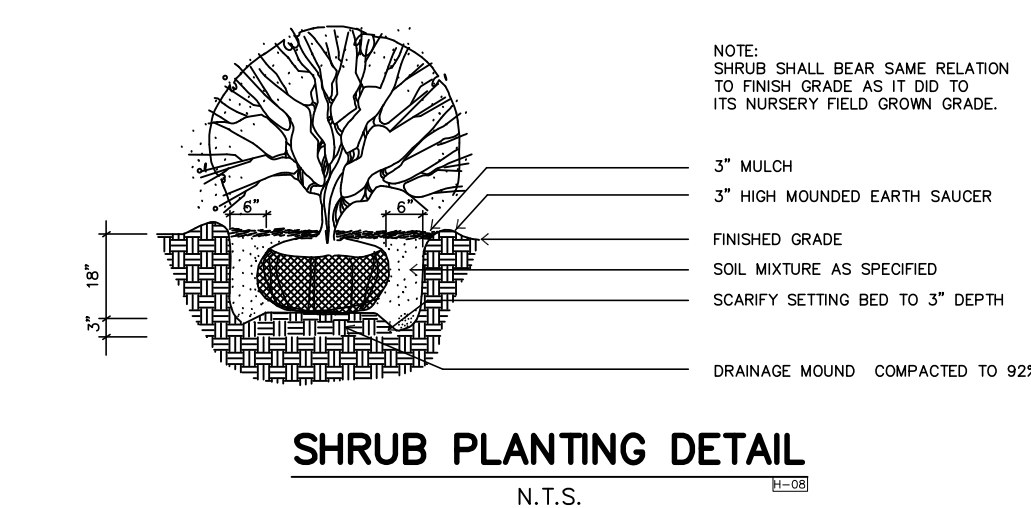 NOTE:
SHRUB SHALL BEAR SAME RELATION
TO FINISH GRADE AS IT DID TO
ITS NURSERY FIELD GROWN GRADE.
3" MULCH
3" HIGH MOUNDED EARTH SAUCER
FINISHED GRADE
SOIL MIXTURE AS SPECIFIED
SCARIFY SETTING BED TO 3" DEPTH
DRAINAGE MOUND COMPACTED TO 92%
6"
6"
18"
3"
SHRUB PLANTING DETAIL
H-08
N.T.S.